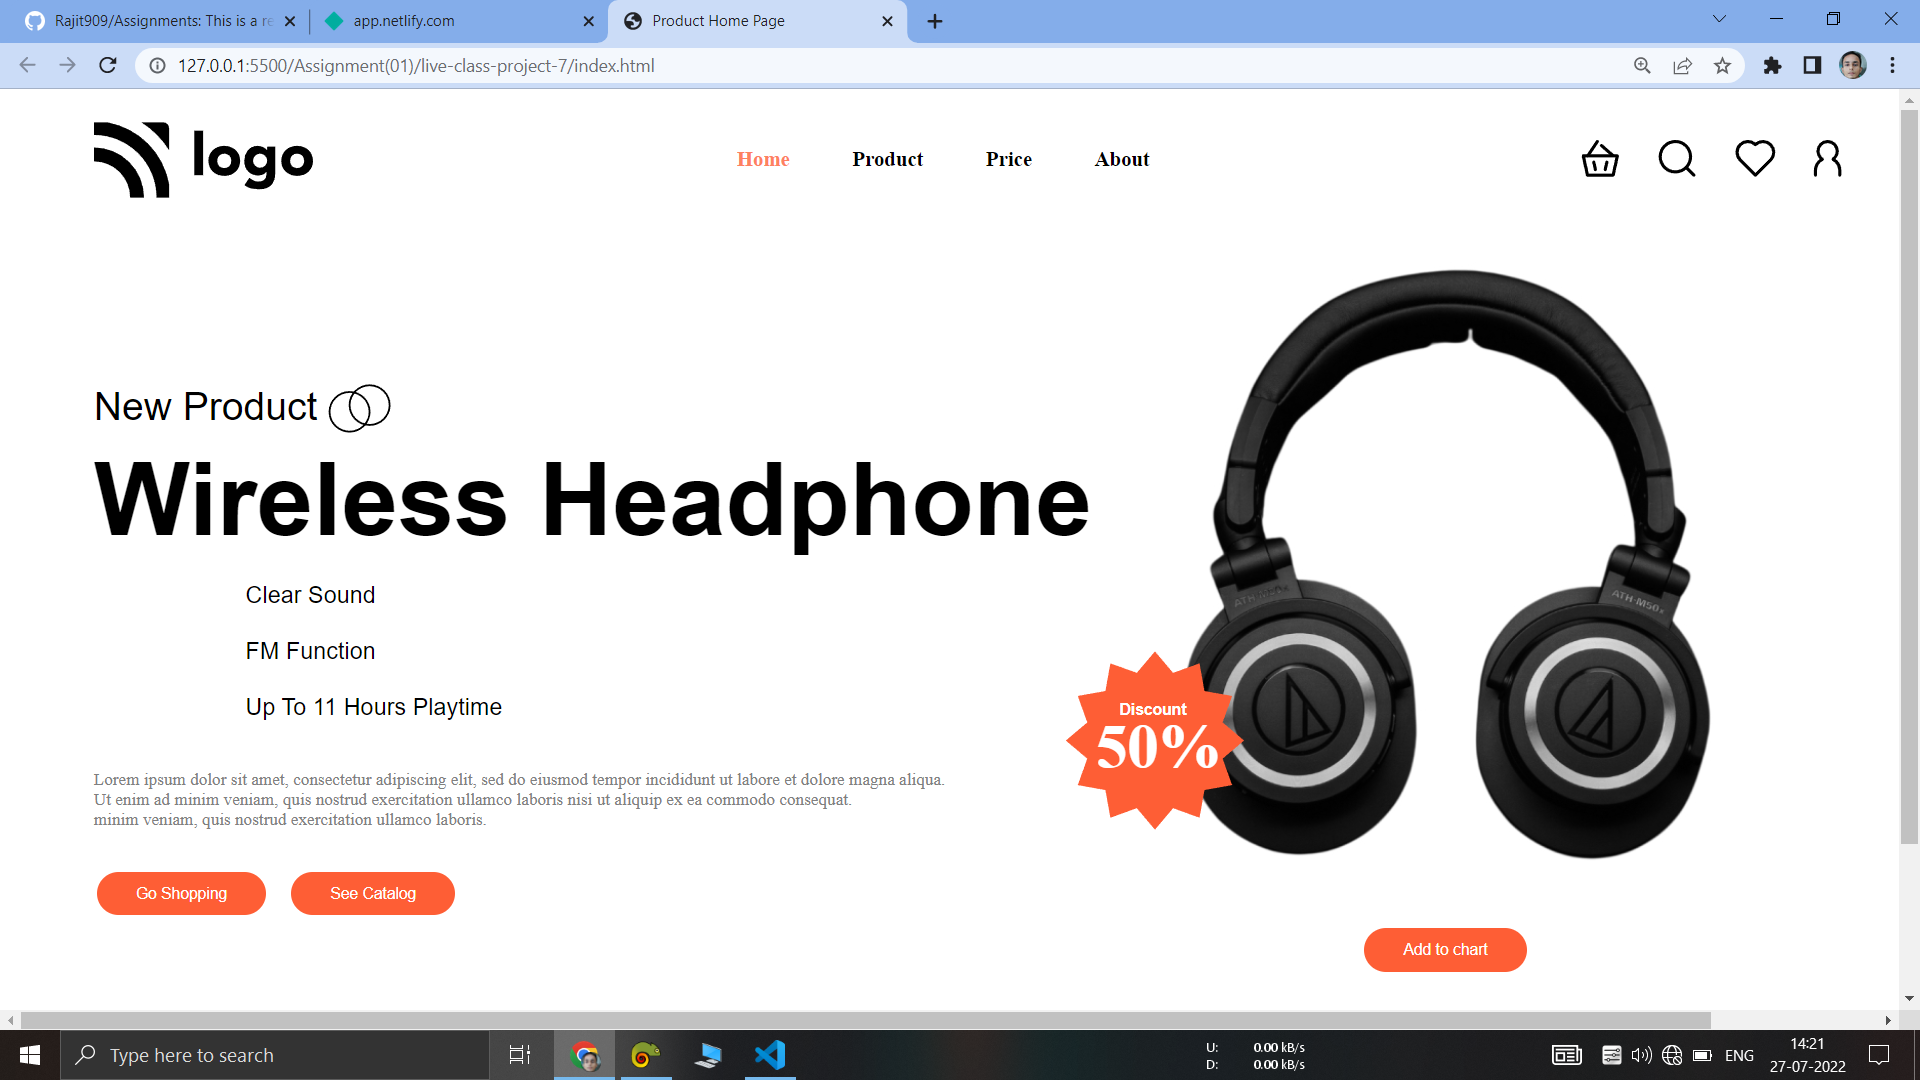 Rajit909/Assignments: This is a re
app.netlify.com
Product Home Page
127.0.0.1:5500/Assignment(01)/live-class-project-7/index.html
logo
Home
Product
Price
About
New Product
Wireless Headphone
Clear Sound
FM Function
Up To 11 Hours Playtime
ATH-M50x
Discount
50%
Lorem ipsum dolor sit amet, consectetur adipiscing elit, sed do eiusmod tempor incididunt ut labore et dolore magna aliqua.
Ut enim ad minim veniam, quis nostrud exercitation ullamco laboris nisi ut aliquip ex ea commodo consequat.
minim veniam, quis nostrud exercitation ullamco laboris.
Go Shopping
See Catalog
Add to chart
Type here to search
U: 0.00 kB/s
D: 0.00 kB/s
ENG
14:21
27-07-2022